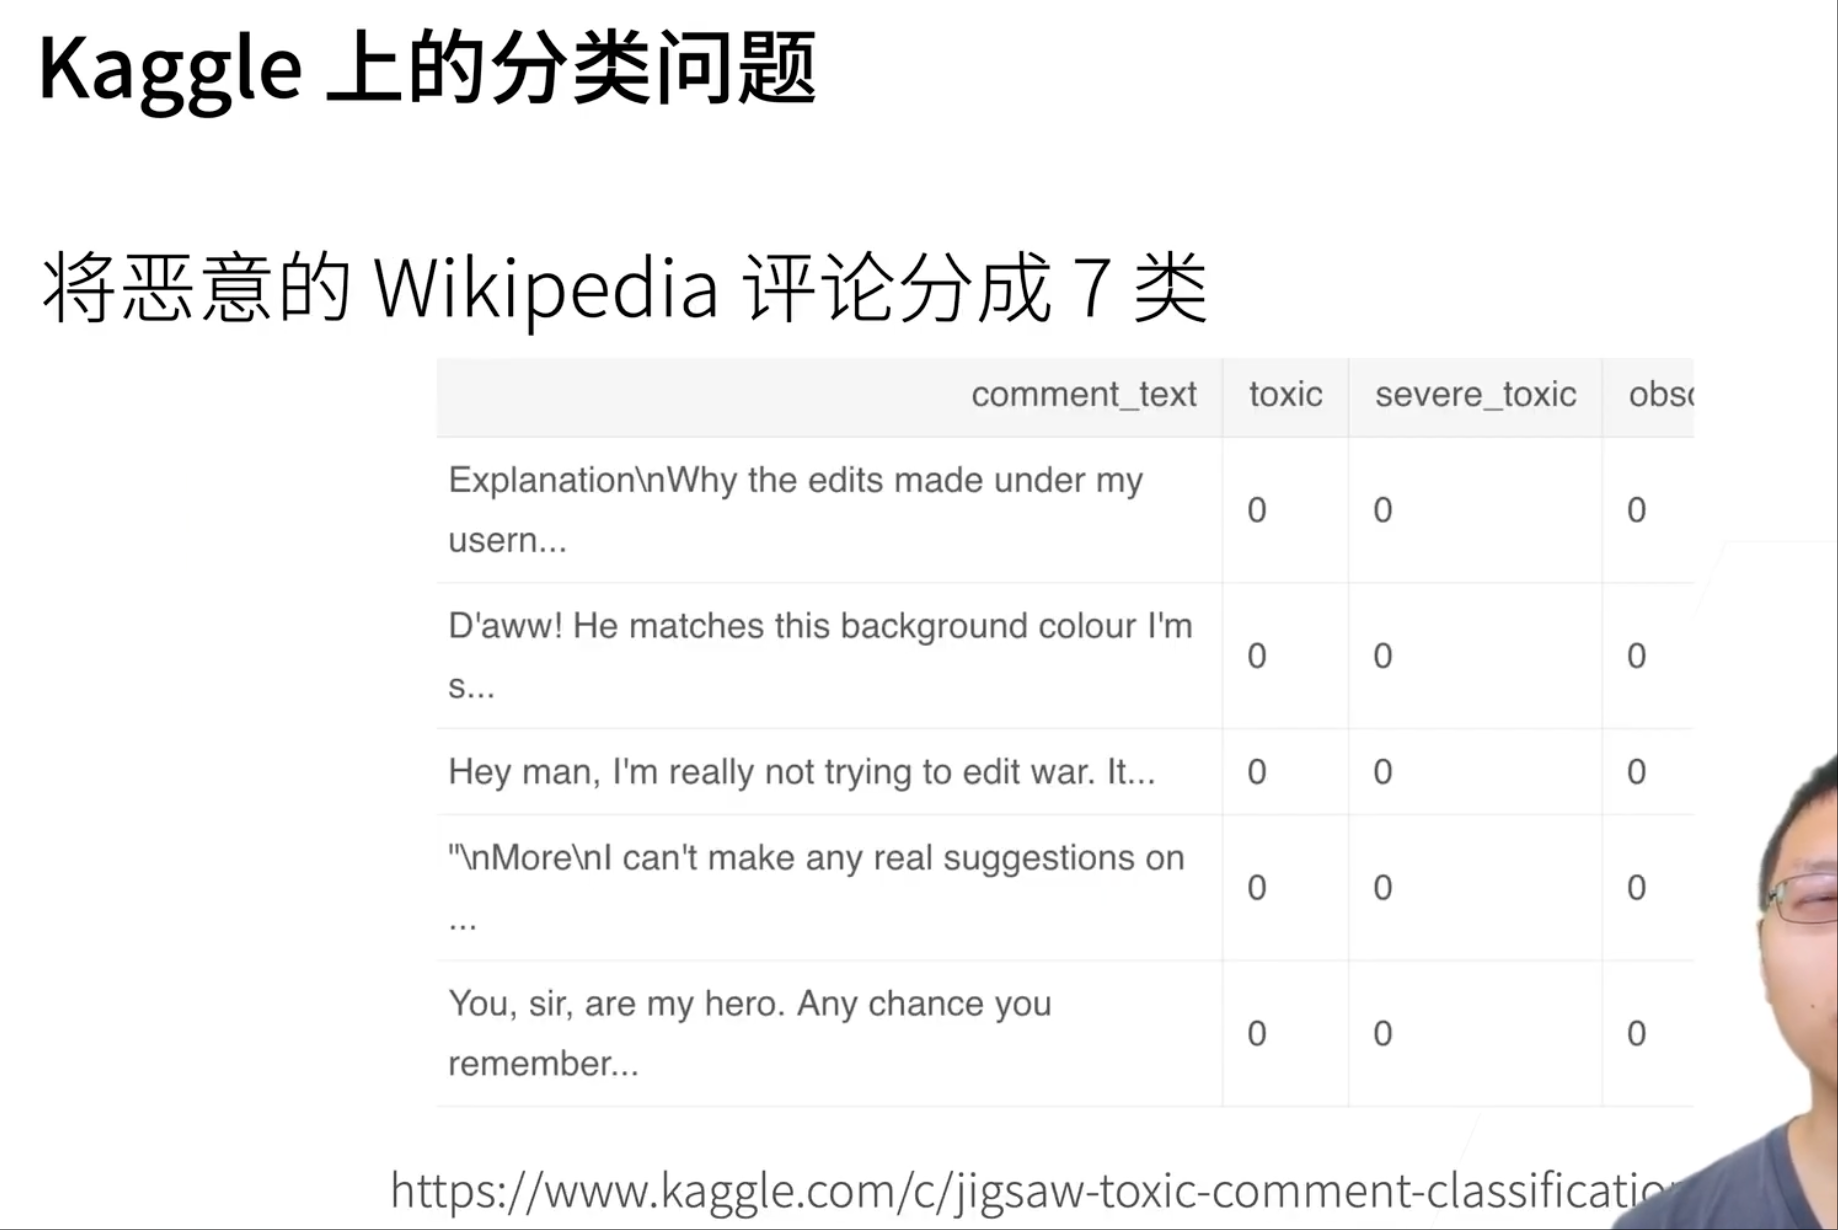 Kaggle 上的分类问题
将恶意的 Wikipedia 评论分成 7 类
comment_text toxic severe_toxic
Explanation\nWhy the edits made under my
usern...
0 0 0
D'aww! He matches this background colour I'm
s...
0 0 0
Hey man, I'm really not trying to edit war. It... 0 0 0
"\nMore\nI can't make any real suggestions on
...
0 0 0
You, sir, are my hero. Any chance you
remember...
0 0 0
https://www.kaggle.com/c/jigsaw-toxic-comment-classificatio